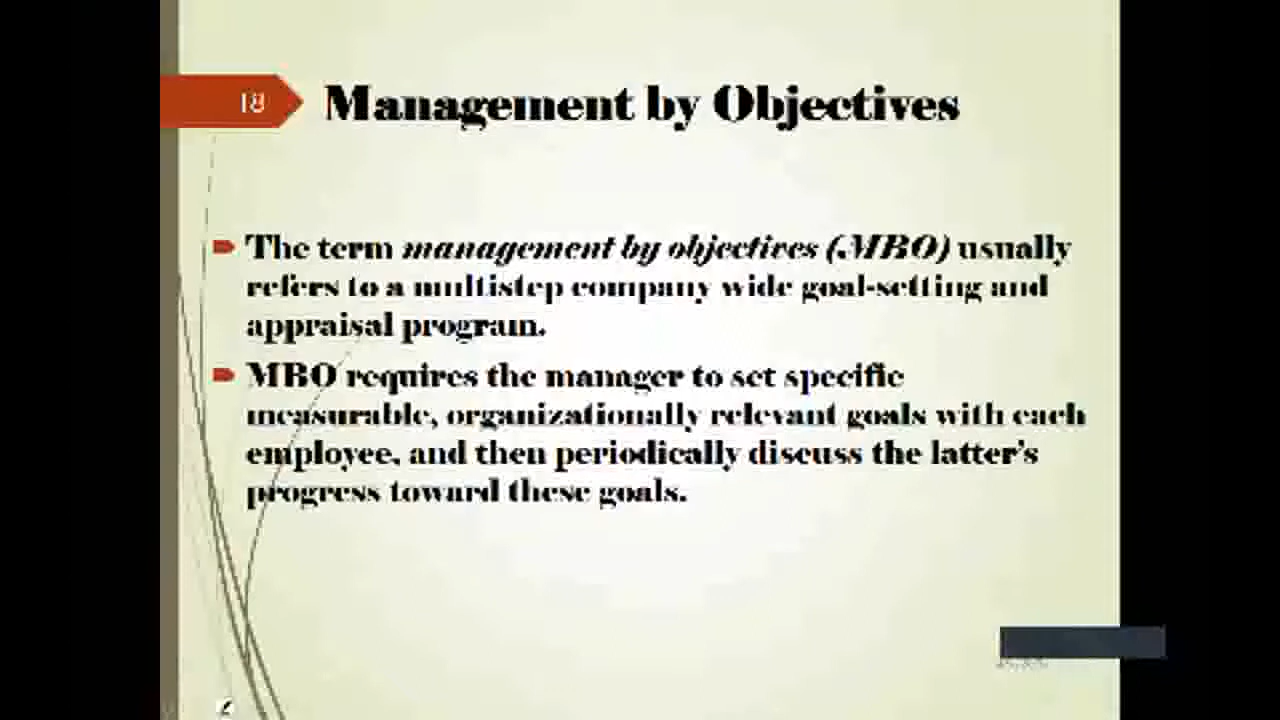 18
Management by Objectives
The term management by objectives (MBO) usually
refers to a multistep company wide goal-setting and
appraisal program.
MBO requires the manager to set specific
measurable, organizationally relevant goals with each
employee, and then periodically discuss the latter's
progress toward these goals.